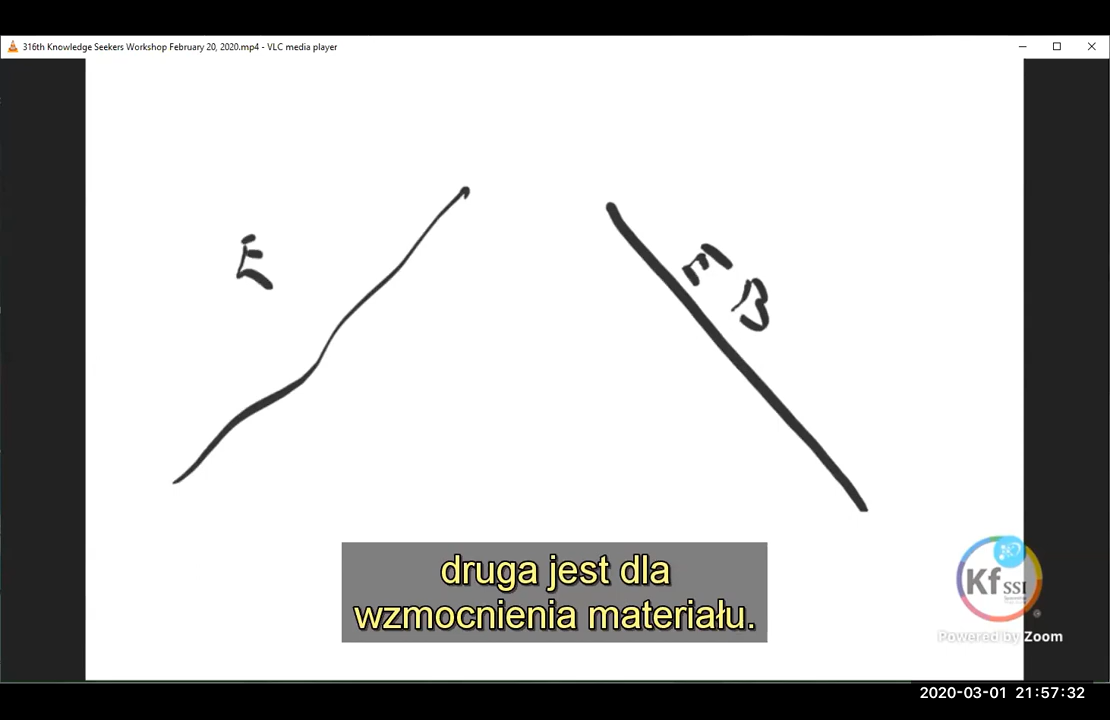 316th Knowledge Seekers Workshop February 20, 2020.mp4 - VLC media player
E
E B
druga jest dla
wzmocnienia materiału.
Kf SSI
Powered by Zoom
2020-03-01 21:57:32